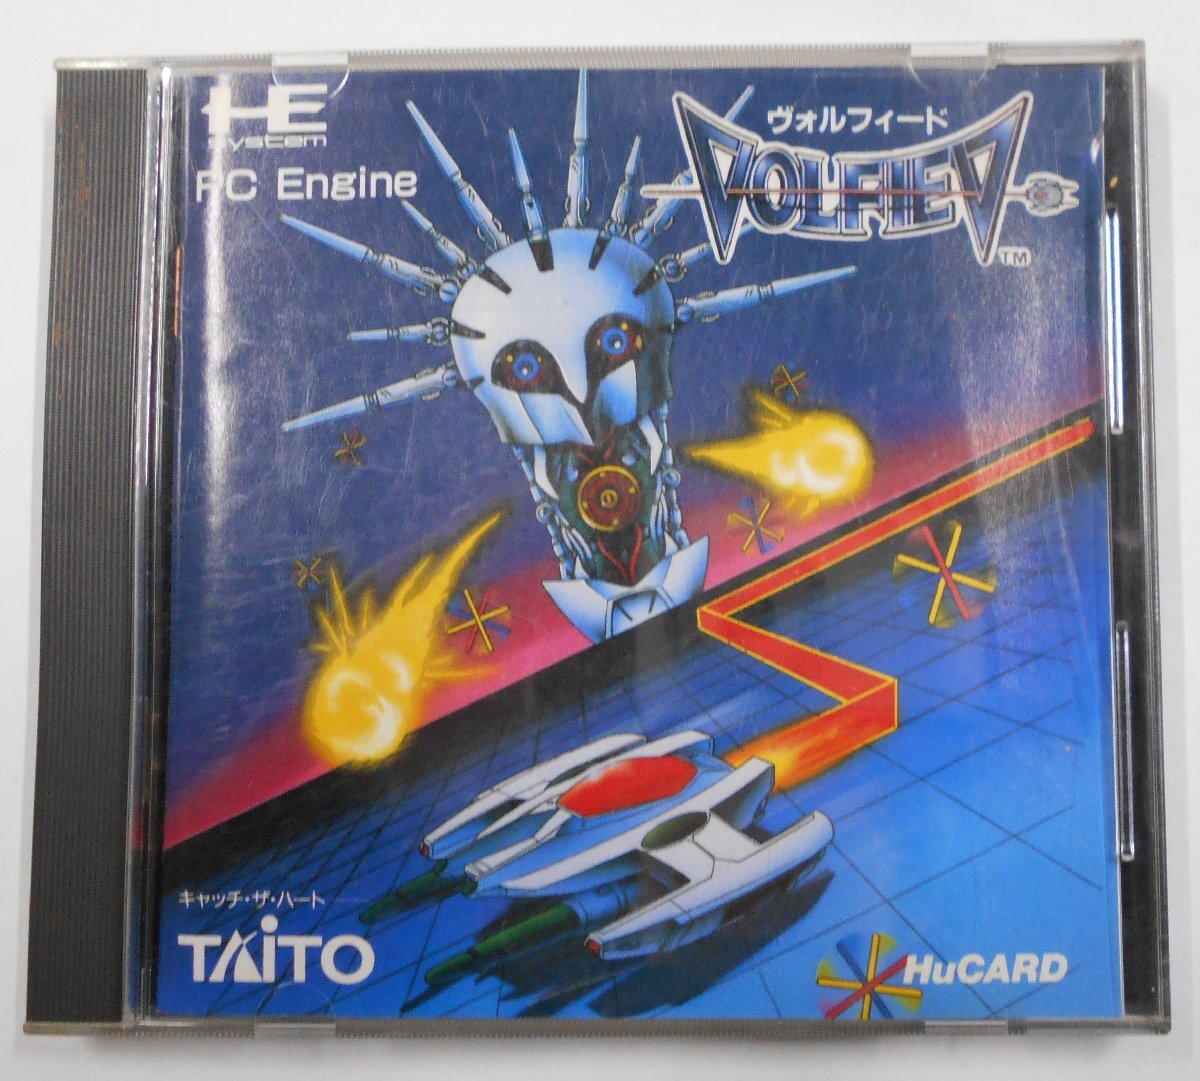 HE
system
PC Engine
ヴォルフィード
VOLFIED
TM
キャッチ・ザ・ハート
TAiTO
HuCARD